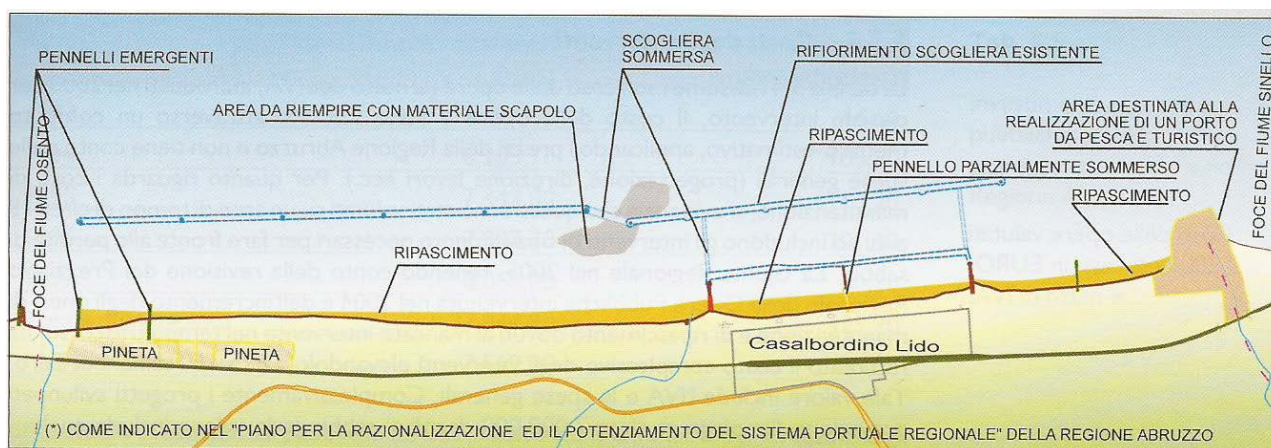 PENNELLI EMERGENTI
SCOGLIERA
SOMMERSA
RIFIORIMENTO SCOGLIERA ESISTENTE
AREA DA RIEMPIRE CON MATERIALE SCAPOLO
RIPASCIMENTO
AREA DESTINATA ALLA
REALIZZAZIONE DI UN PORTO
DA PESCA E TURISTICO
PENNELLO PARZIALMENTE SOMMERSO
RIPASCIMENTO
RIPASCIMENTO
FOCE DEL FIUME OSENTO
FOCE DEL FIUME SINELLO
PINETA
PINETA
Casalbordino Lido
(*) COME INDICATO NEL "PIANO PER LA RAZIONALIZZAZIONE ED IL POTENZIAMENTO DEL SISTEMA PORTUALE REGIONALE" DELLA REGIONE ABRUZZO